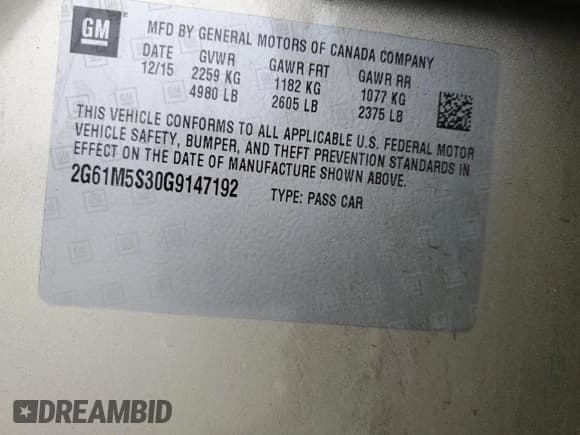 GM
MFD BY GENERAL MOTORS OF CANADA COMPANY
DATE GVWR GAWR FRT GAWR RR
12/15 2259 KG 1182 KG 1077 KG
4980 LB 2605 LB 2375 LB
THIS VEHICLE CONFORMS TO ALL APPLICABLE U.S. FEDERAL MOTOR
VEHICLE SAFETY, BUMPER, AND THEFT PREVENTION STANDARDS IN
EFFECT ON THE DATE OF MANUFACTURE SHOWN ABOVE.
2G61M5S30G9147192 TYPE: PASS CAR
DREAMBID